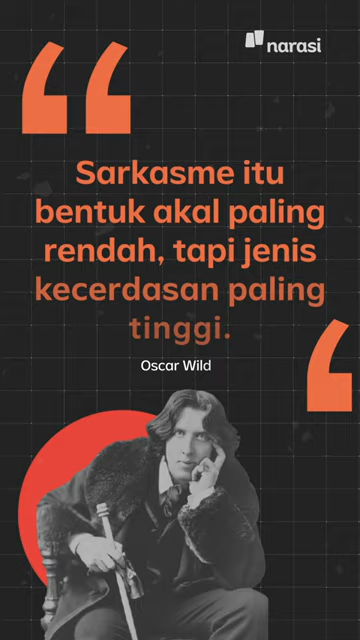 narasi
Sarkasme itu
bentuk akal paling
rendah, tapi jenis
kecerdasan paling
tinggi.
Oscar Wild